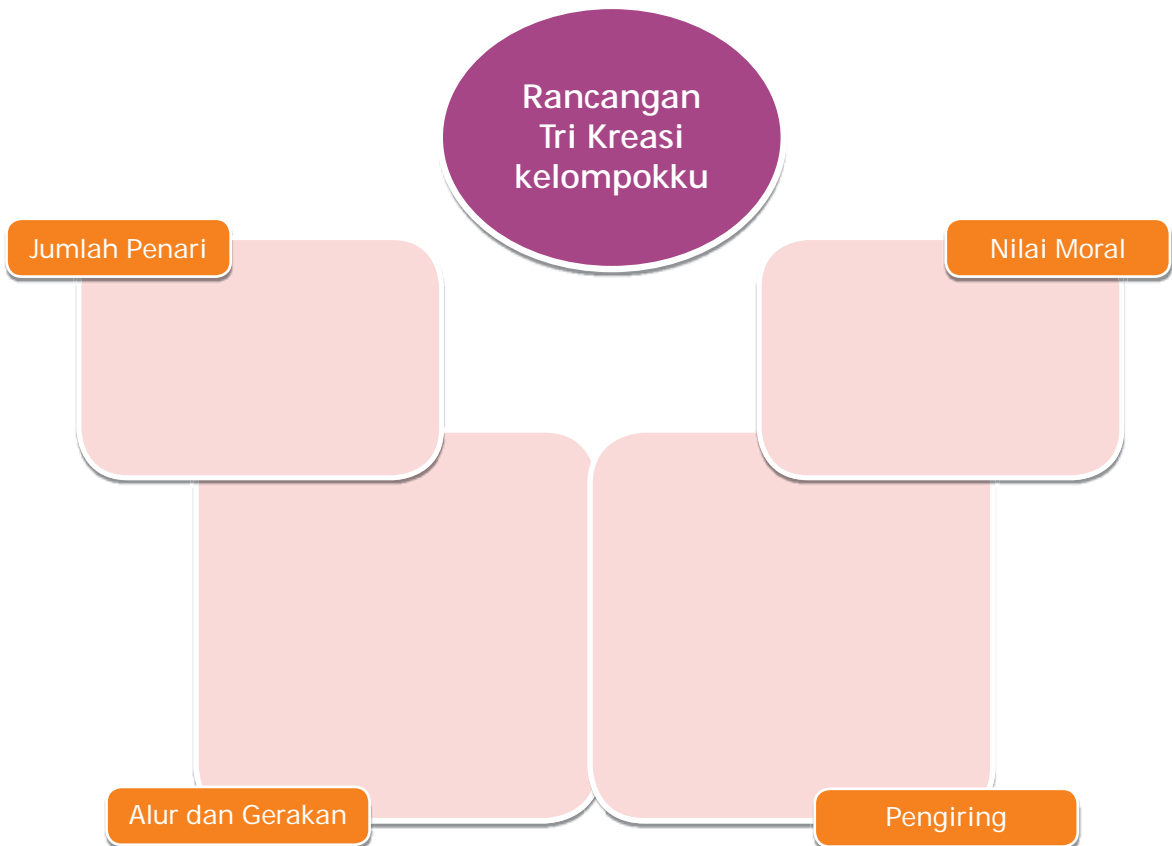 Rancangan
Tri Kreasi
kelompokku
Jumlah Penari
Nilai Moral
Alur dan Gerakan
Pengiring